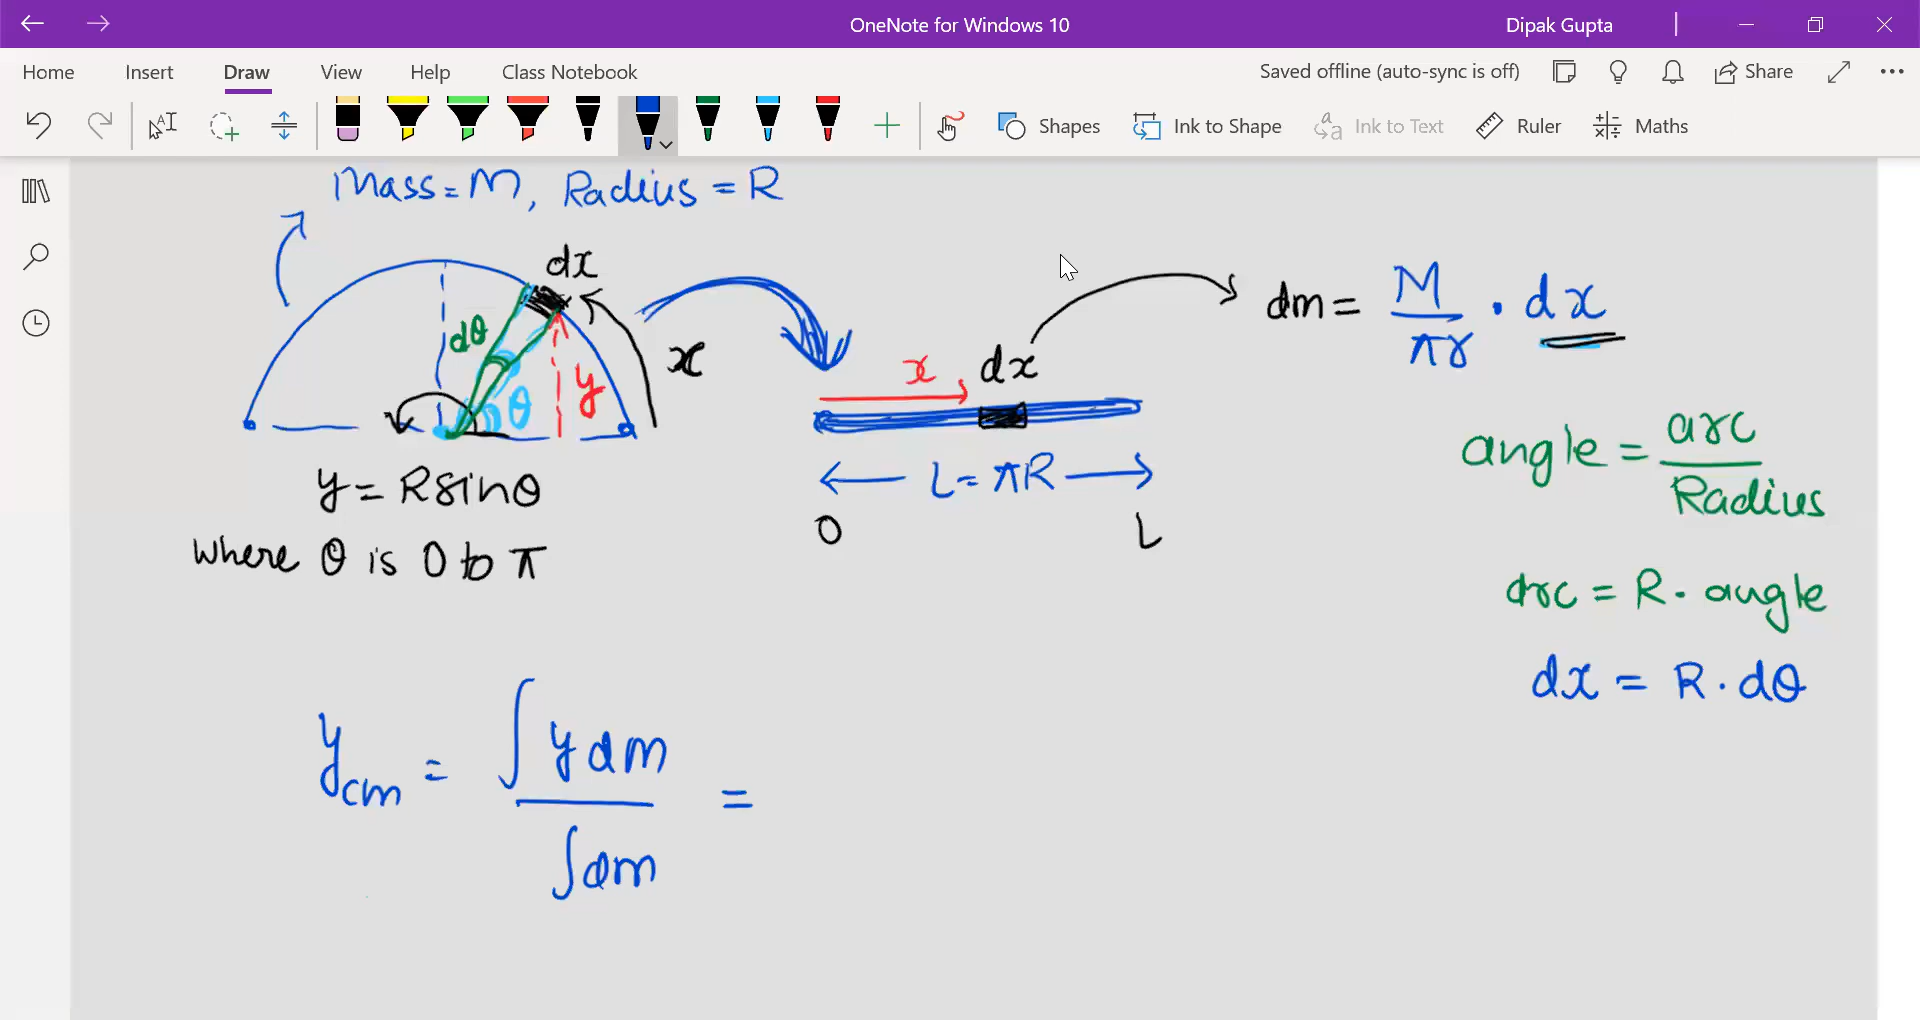 OneNote for Windows 10
Dipak Gupta
Home Insert Draw View Help Class Notebook
Saved offline (auto-sync is off) Share
Shapes Ink to Shape Ink to Text Ruler Maths
Mass = M, Radius = R
dx
dθ
θ
y
x
y = R sinθ
where θ is 0 to π
x dx
L = πR
0 L
dm = M/πr · dx
angle = arc/Radius
arc = R · angle
dx = R · dθ
y_cm = ∫ y dm / ∫ dm =